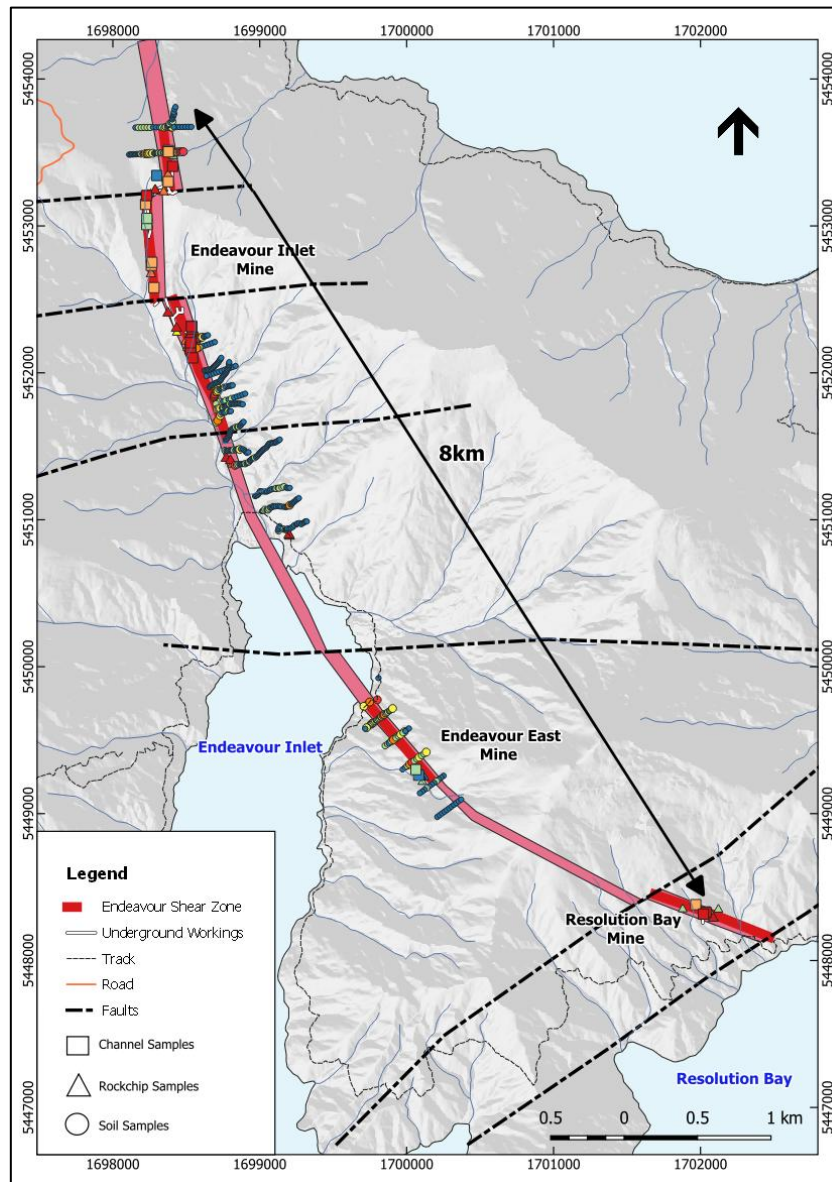 1698000 1699000 1700000 1701000 1702000
5454000
5454000
5453000
5453000
Endeavour Inlet
Mine
5452000
5452000
8km
5451000
5451000
5450000
5450000
Endeavour Inlet
Endeavour East
Mine
5449000
5449000
Legend
Endeavour Shear Zone
Underground Workings
Track
Road
Faults
Channel Samples
Rockchip Samples
Soil Samples
Resolution Bay
Mine
5448000
5448000
Resolution Bay
5447000
5447000
0.5 0 0.5 1 km
1698000 1699000 1700000 1701000 1702000